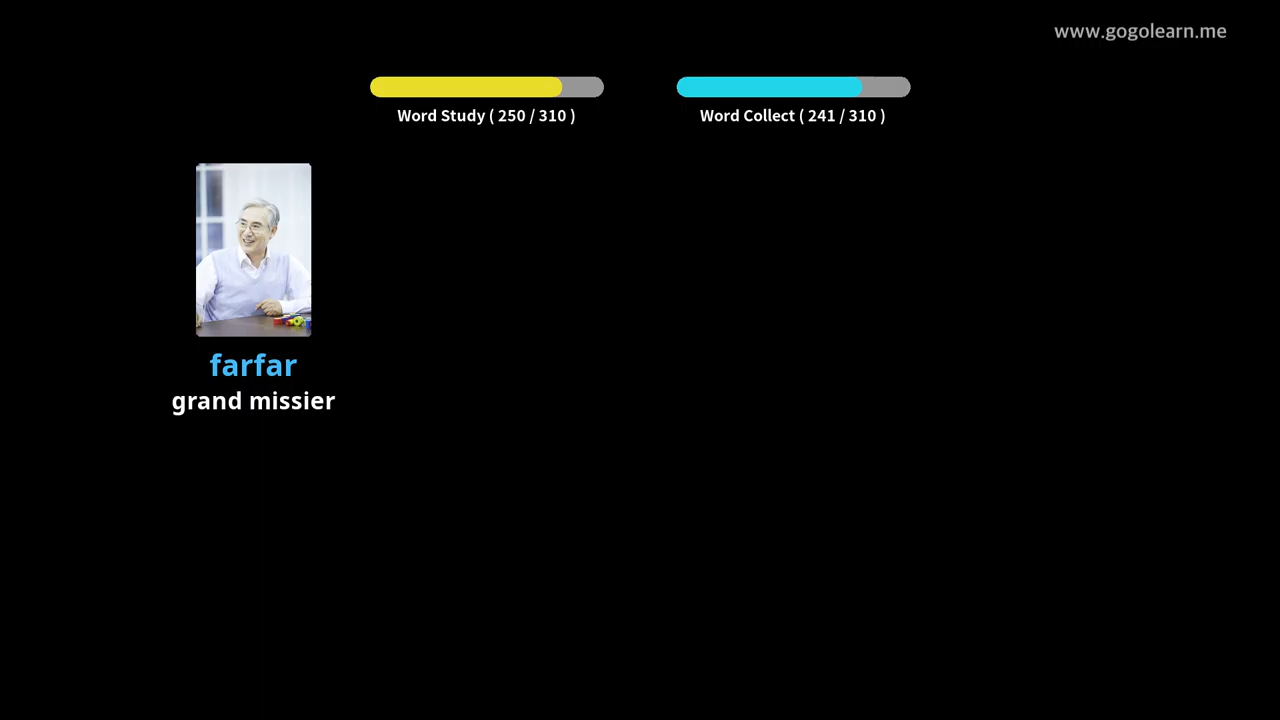 www.gogolearn.me
Word Study ( 250 / 310 )
Word Collect ( 241 / 310 )
farfar
grand missier